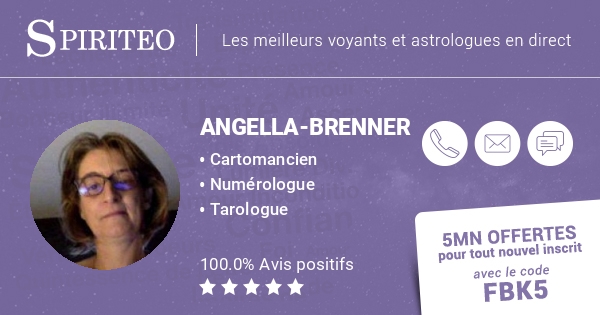 SPIRITEO
Les meilleurs voyants et astrologues en direct
ANGELLA-BRENNER
• Cartomancien
• Numérologue
• Tarologue
100.0% Avis positifs
5MN OFFERTES
pour tout nouvel inscrit
avec le code
FBK5